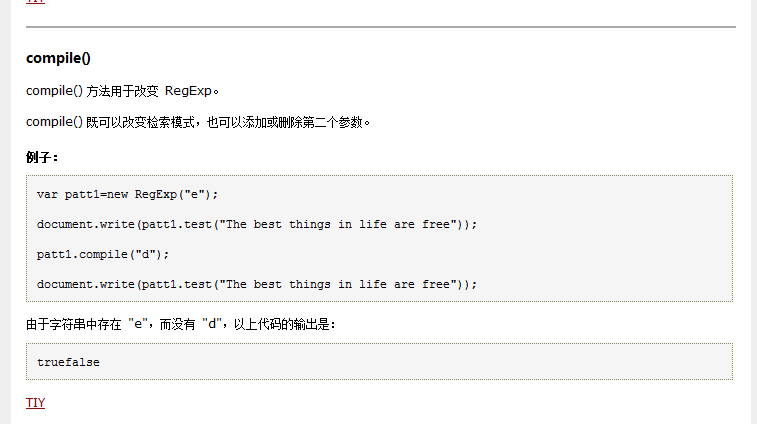 TIY
compile()
compile() 方法用于改变 RegExp。
compile() 既可以改变检索模式，也可以添加或删除第二个参数。
例子：
var patt1=new RegExp("e");
document.write(patt1.test("The best things in life are free"));
patt1.compile("d");
document.write(patt1.test("The best things in life are free"));
由于字符串中存在 "e"，而没有 "d"，以上代码的输出是：
truefalse
TIY